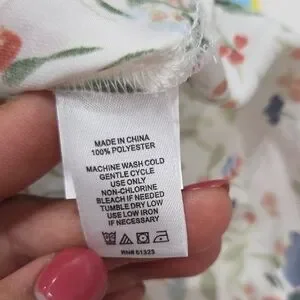 MADE IN CHINA
100% POLYESTER
MACHINE WASH COLD
GENTLE CYCLE
USE ONLY
NON-CHLORINE
BLEACH IF NEEDED
TUMBLE DRY LOW
USE LOW IRON
IF NECESSARY
RN# 61323